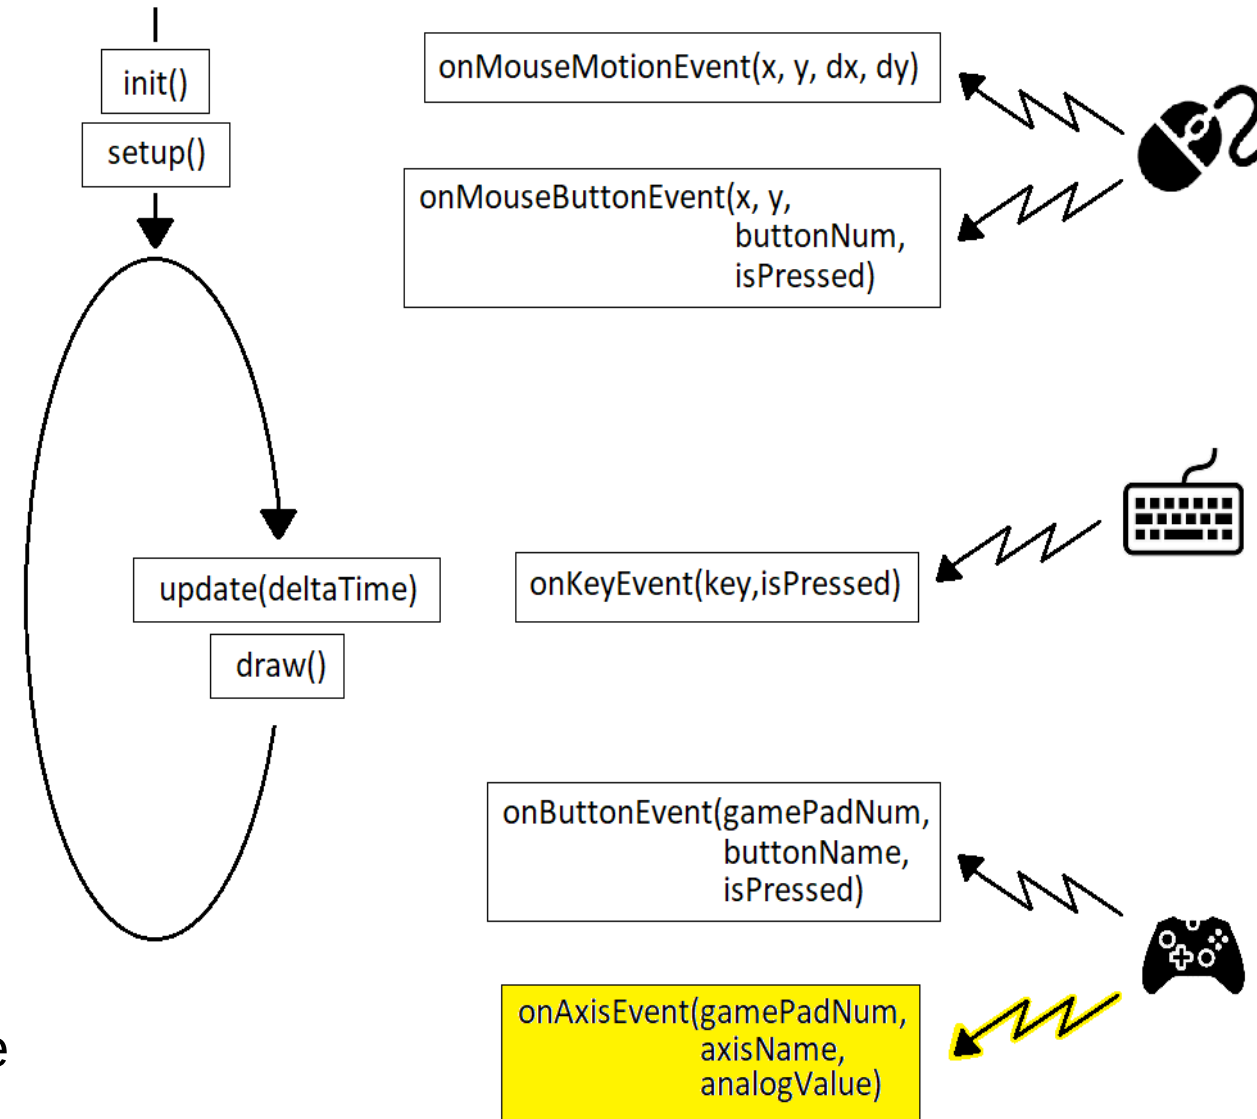 init()
setup()
onMouseMotionEvent(x, y, dx, dy)
onMouseButtonEvent(x, y,
buttonNum,
isPressed)
update(deltaTime)
draw()
onKeyEvent(key,isPressed)
onButtonEvent(gamePadNum,
buttonName,
isPressed)
onAxisEvent(gamePadNum,
axisName,
analogValue)
e